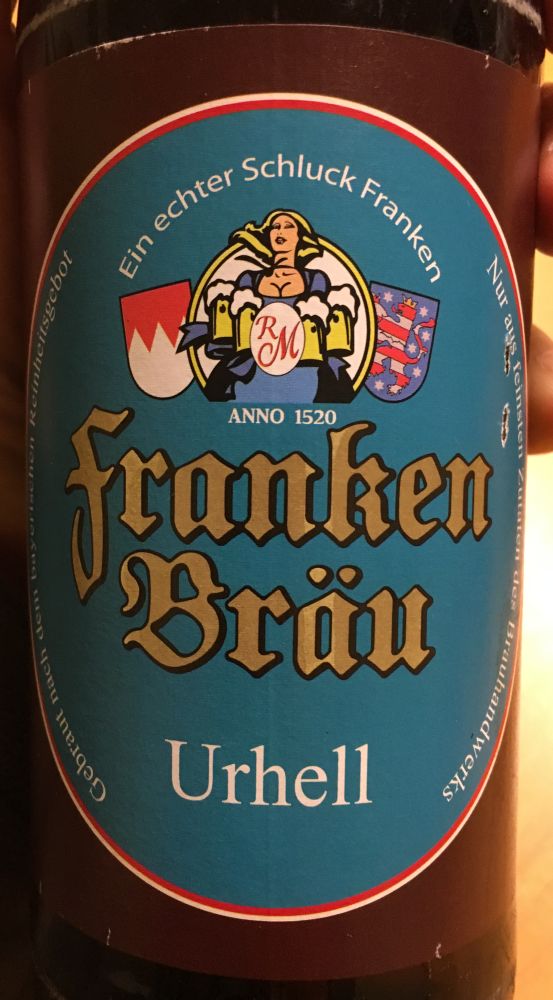 Ein echter Schluck Franken
RM
ANNO 1520
Franken
Bräu
Urhell
Gebraut nach dem bayerischen Reinheitsgebot
Nur aus feinsten Zutaten des Brauhandwerks